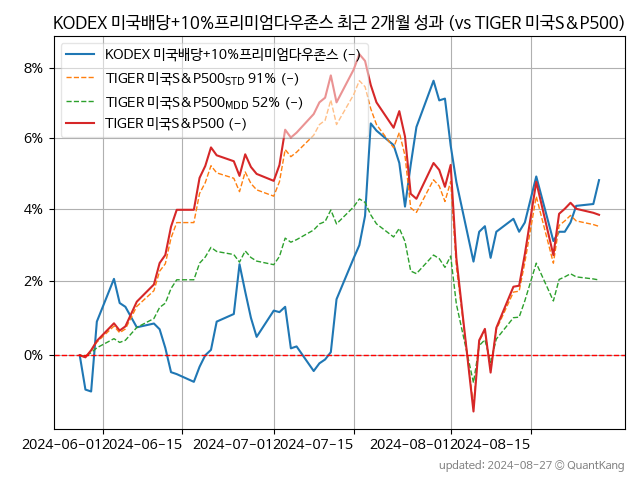 KODEX 미국배당+10%프리미엄다우존스 최근 2개월 성과 (vs TIGER 미국S&P500)
KODEX 미국배당+10%프리미엄다우존스 (-)
TIGER 미국S&P500STD 91% (-)
TIGER 미국S&P500MDD 52% (-)
TIGER 미국S&P500 (-)
8%
6%
4%
2%
0%
2024-06-01 2024-06-15 2024-07-01 2024-07-15 2024-08-01 2024-08-15
updated: 2024-08-27 © QuantKang